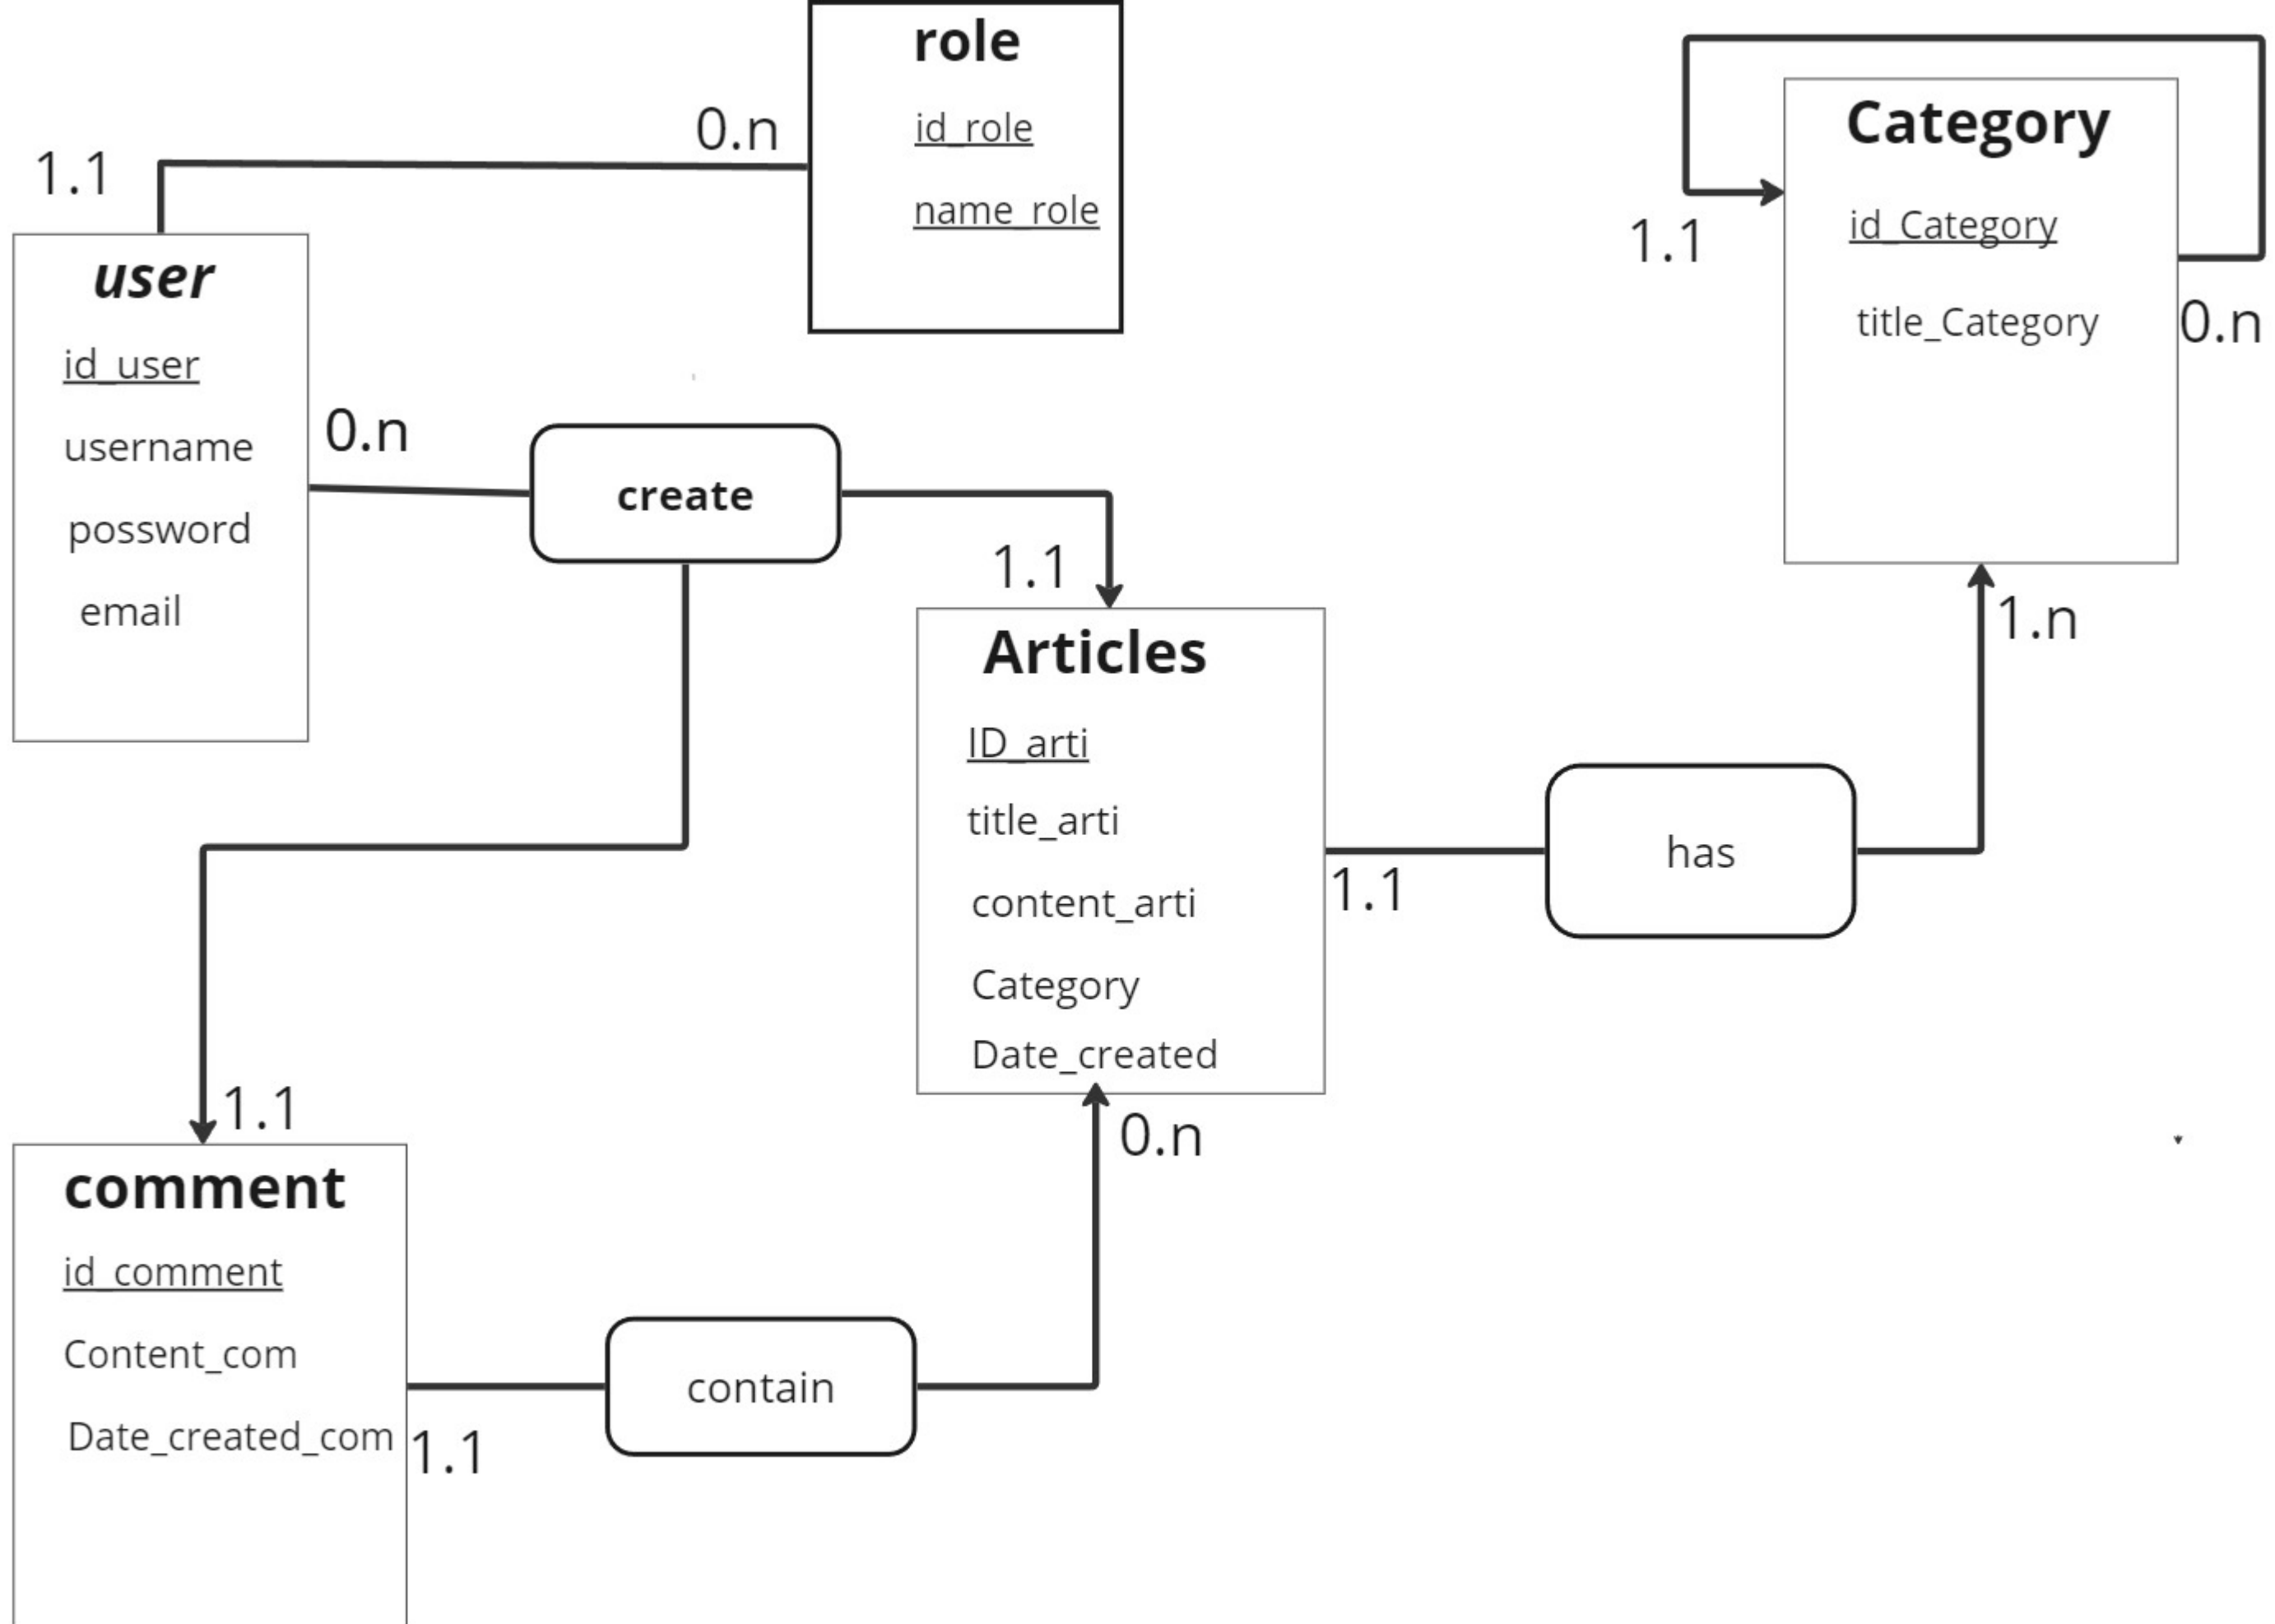 role
id_role
name_role
0.n
1.1
user
id_user
username
possword
email
0.n
create
1.1
Category
id_Category
title_Category
1.1
0.n
1.n
Articles
ID_arti
title_arti
content_arti
Category
Date_created
1.1
has
0.n
1.1
comment
id_comment
Content_com
Date_created_com
1.1
contain